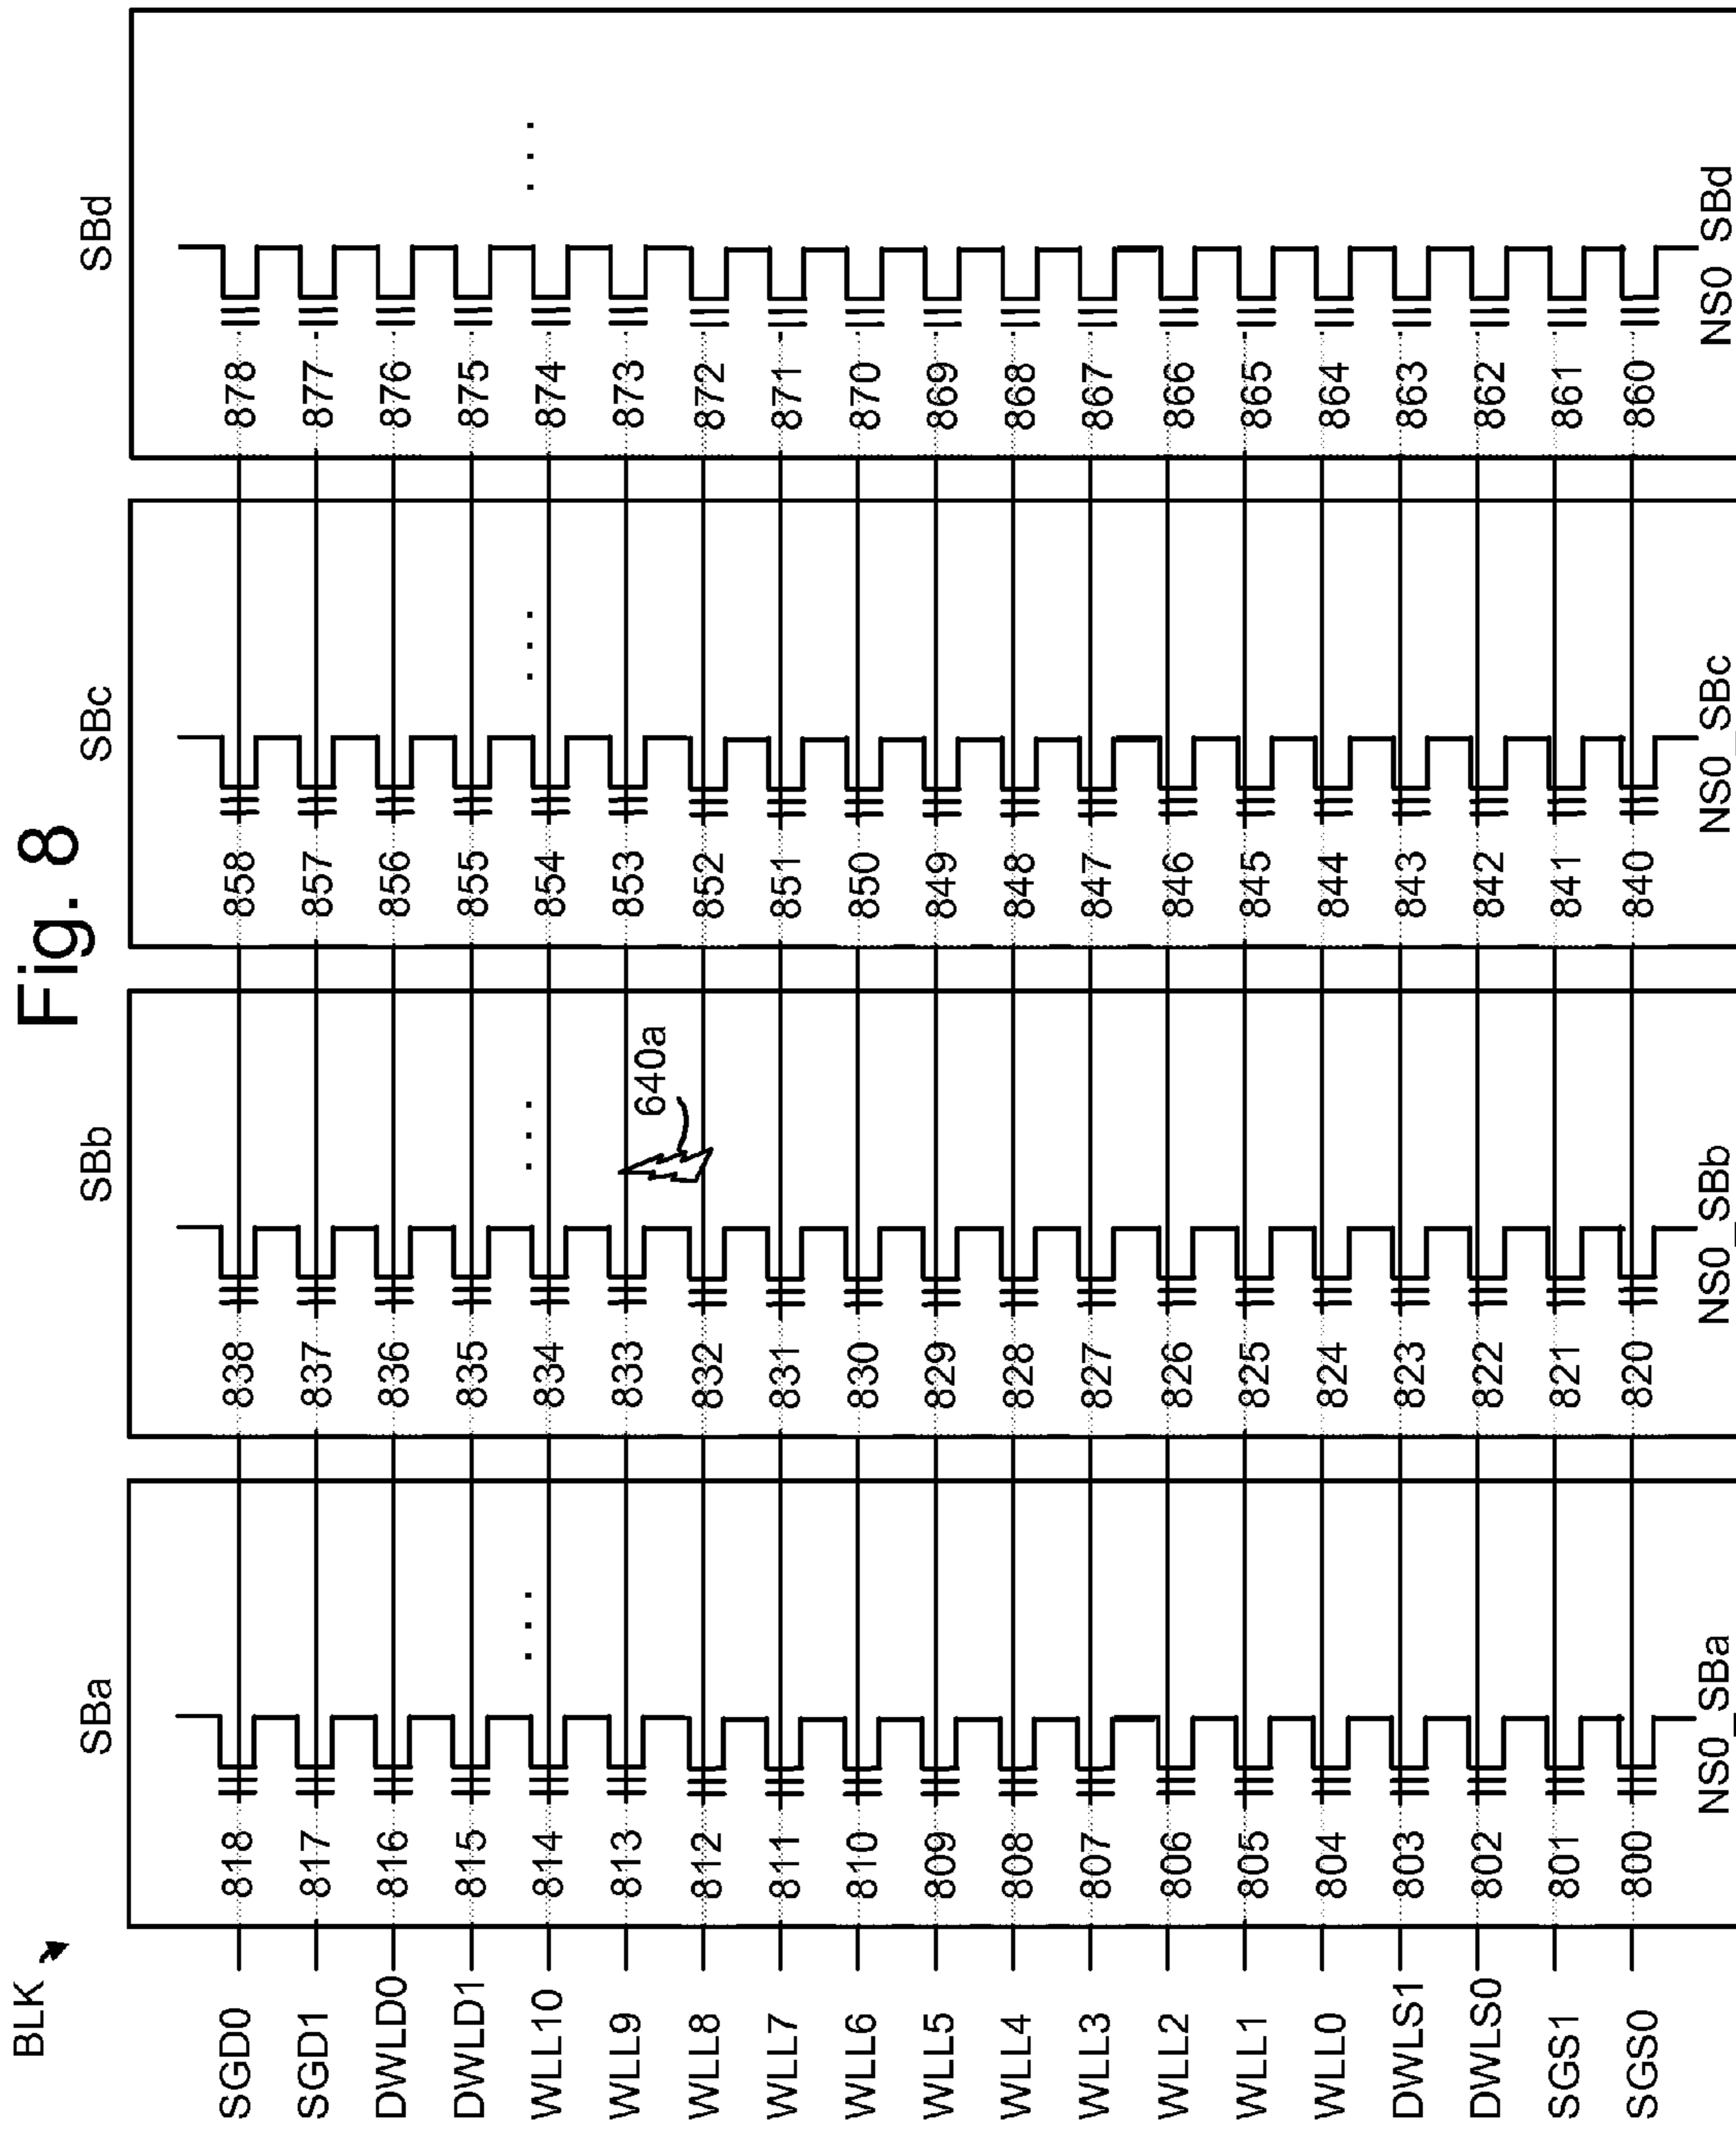 Fig. 8
BLK
SBa SBb SBc SBd
SGD0 818 838 858 878
SGD1 817 837 857 877
DWLD0 816 836 856 876
DWLD1 815 835 855 875
WLL10 814 ... 834 ... 854 ... 874 ...
WLL9 813 833 853 873
640a
WLL8 812 832 852 872
WLL7 811 831 851 871
WLL6 810 830 850 870
WLL5 809 829 849 869
WLL4 808 828 848 868
WLL3 807 827 847 867
WLL2 806 826 846 866
WLL1 805 825 845 865
WLL0 804 824 844 864
DWLS1 803 823 843 863
DWLS0 802 822 842 862
SGS1 801 821 841 861
SGS0 800 820 840 860
NS0_SBa NS0_SBb NS0_SBc NS0_SBd